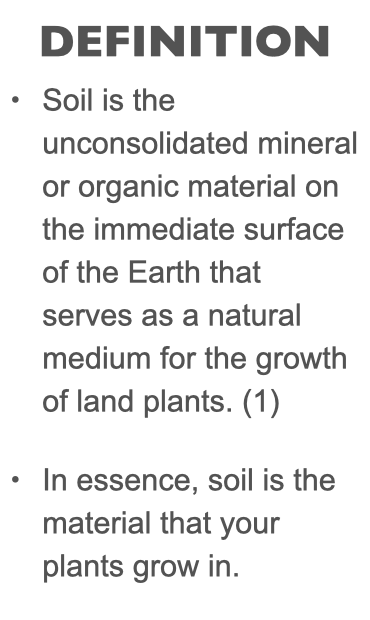 DEFINITION
• Soil is the
unconsolidated mineral
or organic material on
the immediate surface
of the Earth that
serves as a natural
medium for the growth
of land plants. (1)
• In essence, soil is the
material that your
plants grow in.